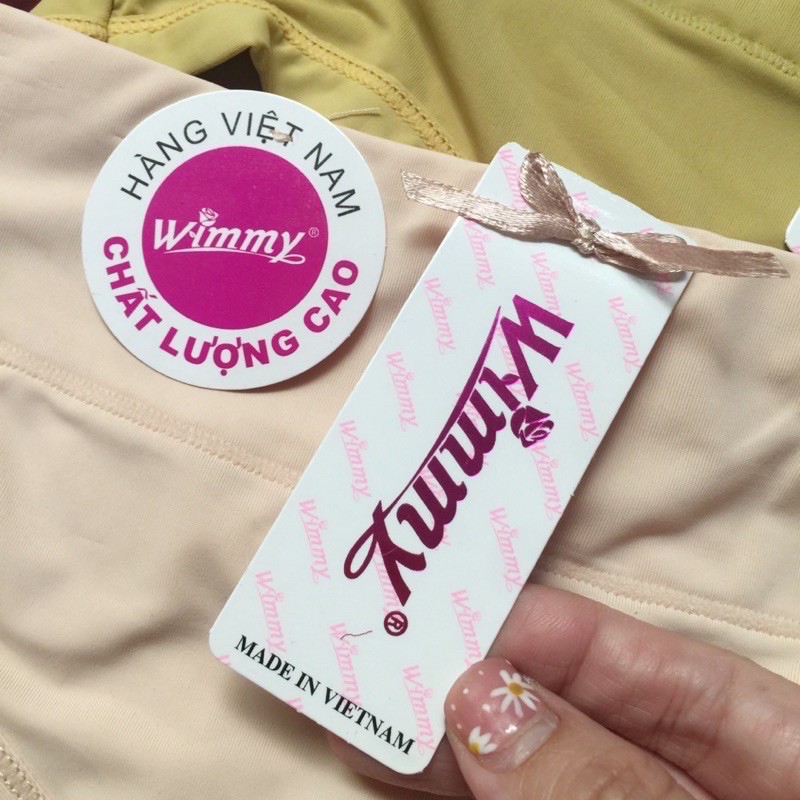 HÀNG VIỆT NAM
Wimmy®
CHẤT LƯỢNG CAO
Wimmy®
MADE IN VIETNAM